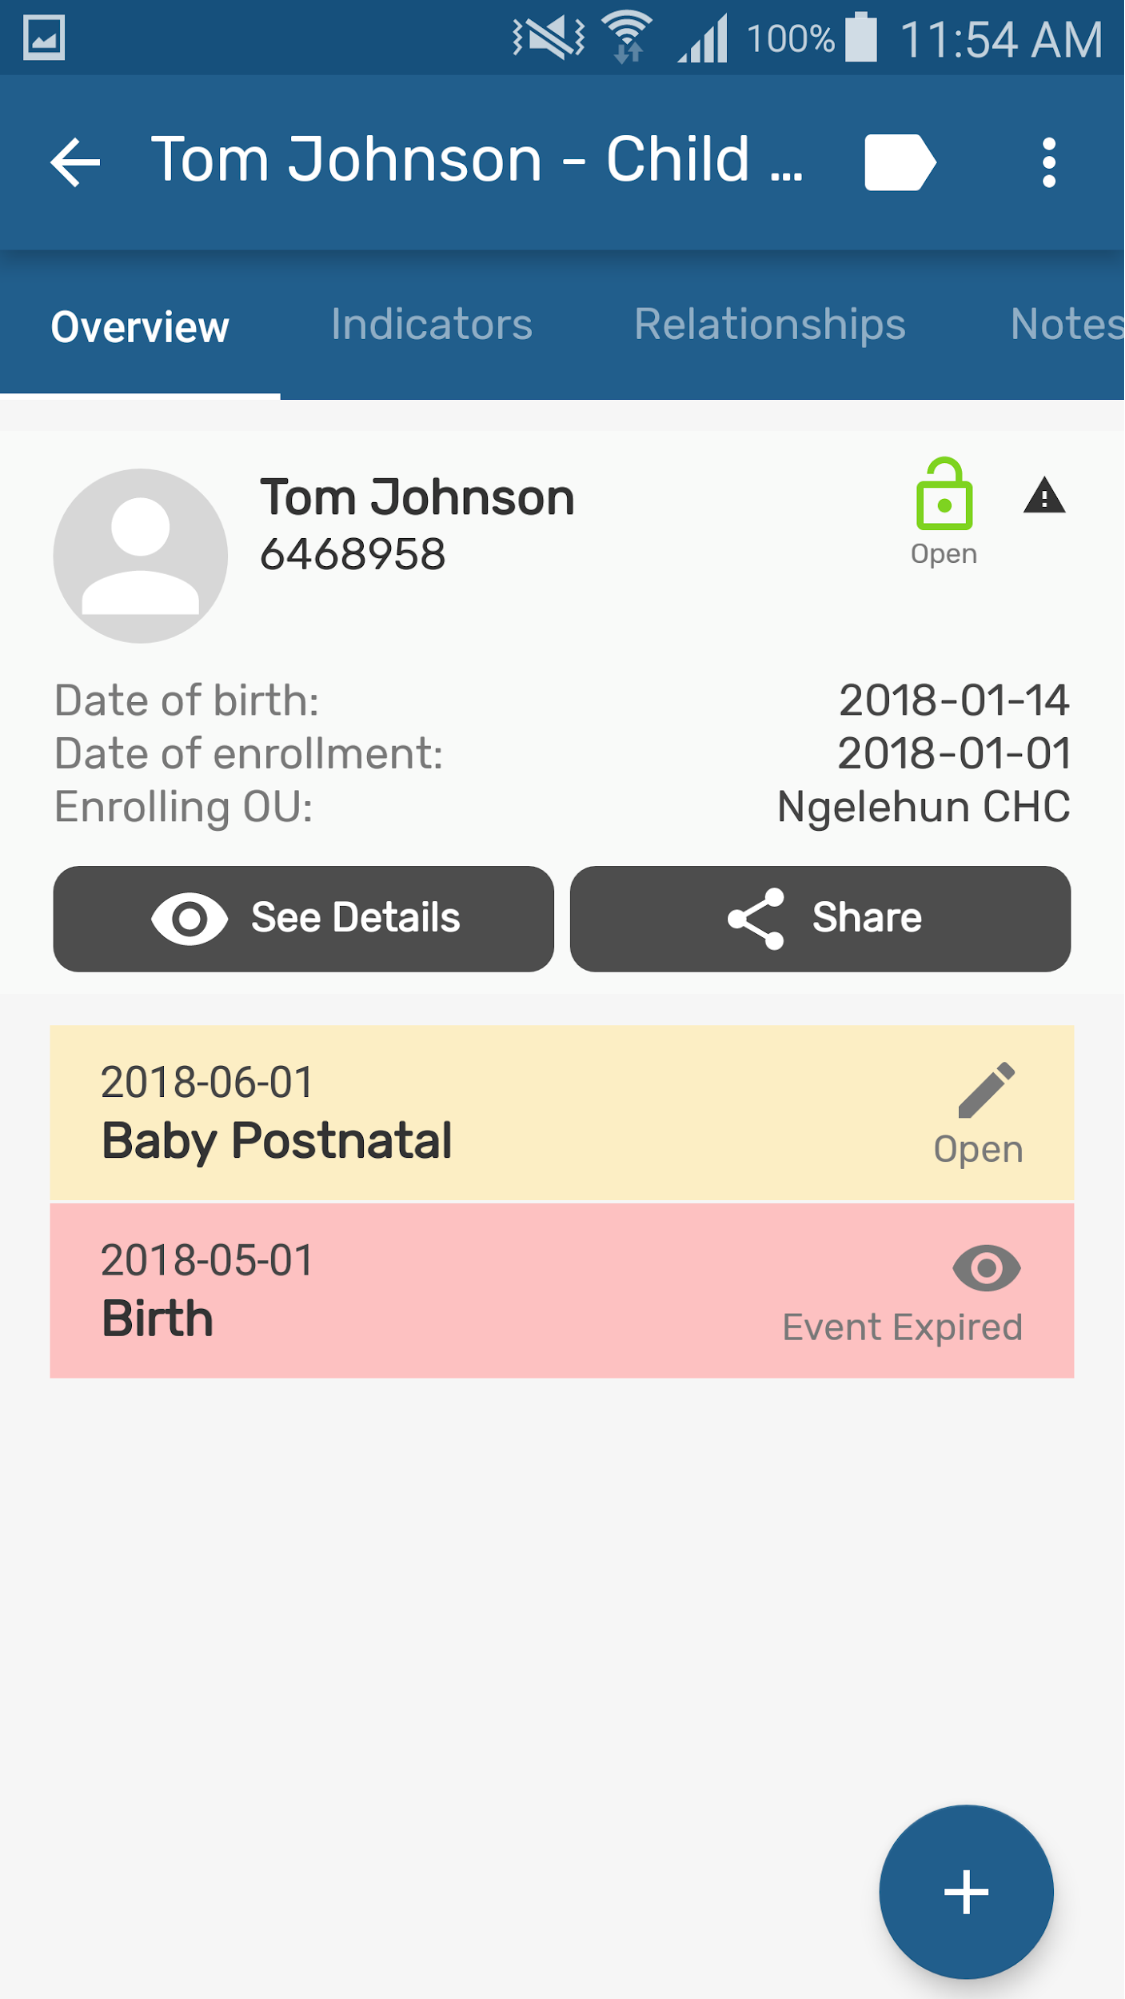 100% 11:54 AM
Tom Johnson - Child ...
Overview Indicators Relationships Notes
Tom Johnson
6468958
Open
Date of birth: 2018-01-14
Date of enrollment: 2018-01-01
Enrolling OU: Ngelehun CHC
See Details Share
2018-06-01
Baby Postnatal
Open
2018-05-01
Birth
Event Expired